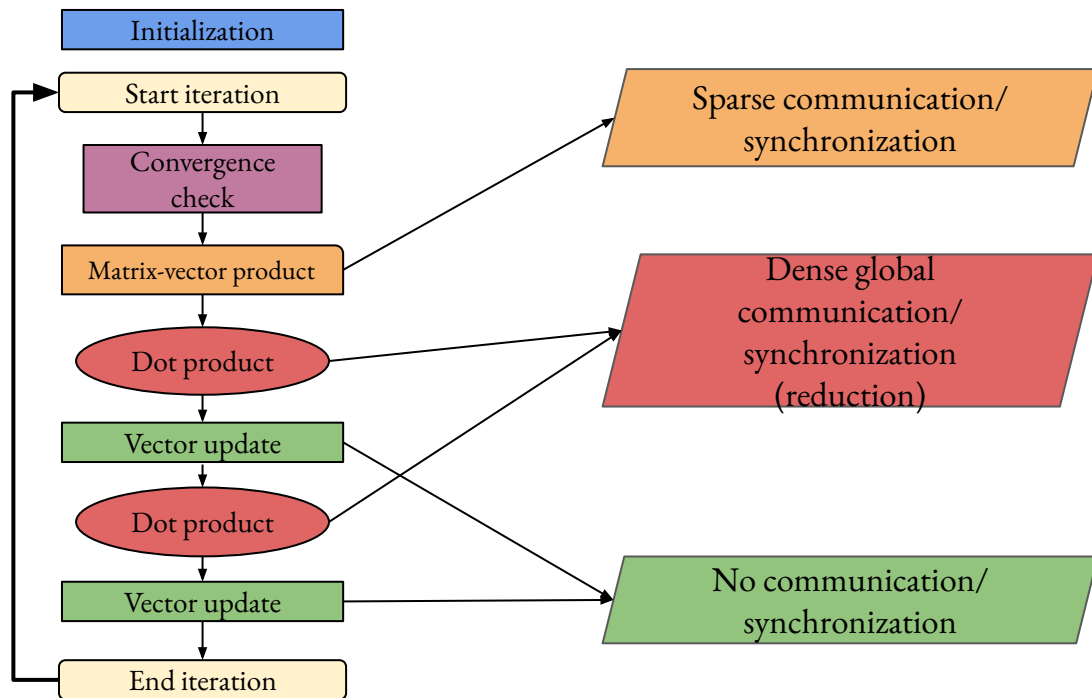 Initialization
Start iteration
Convergence
check
Matrix-vector product
Dot product
Vector update
Dot product
Vector update
End iteration
Sparse communication/
synchronization
Dense global
communication/
synchronization
(reduction)
No communication/
synchronization